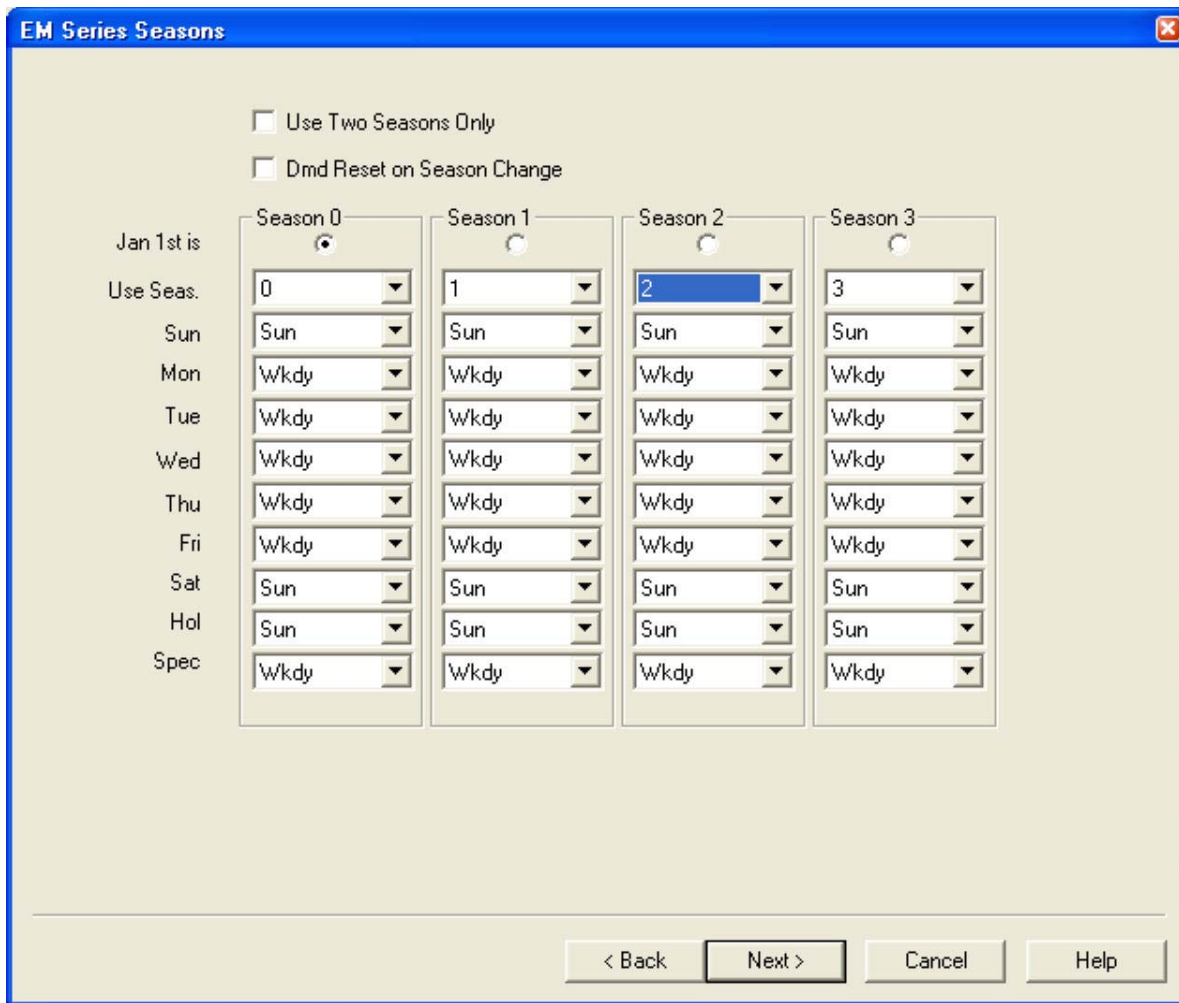 EM Series Seasons
Use Two Seasons Only
Dmd Reset on Season Change
Season 0 Season 1 Season 2 Season 3
Jan 1st is
Use Seas. 0 1 2 3
Sun Sun Sun Sun Sun
Mon Wkdy Wkdy Wkdy Wkdy
Tue Wkdy Wkdy Wkdy Wkdy
Wed Wkdy Wkdy Wkdy Wkdy
Thu Wkdy Wkdy Wkdy Wkdy
Fri Wkdy Wkdy Wkdy Wkdy
Sat Sun Sun Sun Sun
Hol Sun Sun Sun Sun
Spec Wkdy Wkdy Wkdy Wkdy
< Back Next > Cancel Help